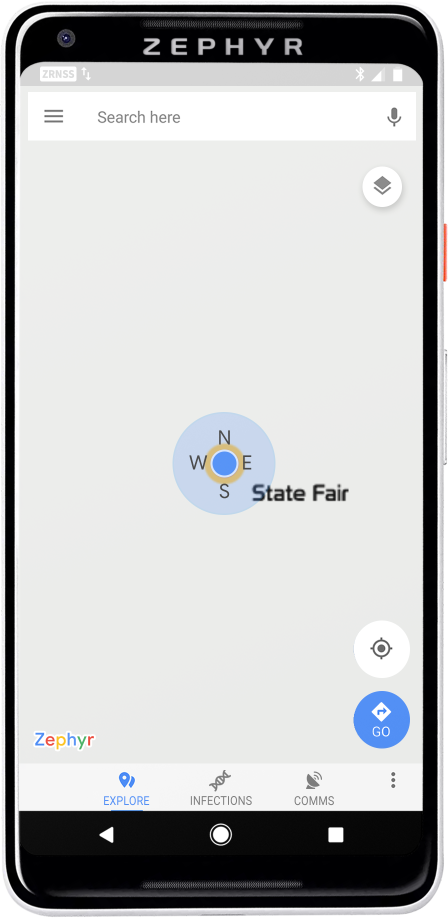 ZEPHYR
ZRNSS
Search here
N
W E
S
State Fair
GO
Zephyr
EXPLORE INFECTIONS COMMS